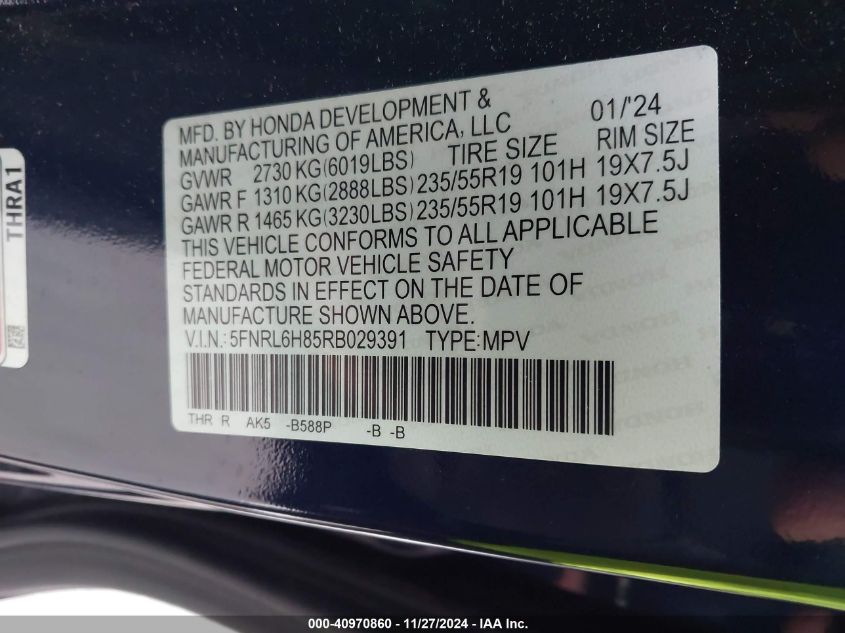 MFD. BY HONDA DEVELOPMENT & 01/'24
MANUFACTURING OF AMERICA, LLC
GVWR 2730 KG(6019LBS) TIRE SIZE RIM SIZE
GAWR F 1310 KG(2888LBS) 235/55R19 101H 19X7.5J
GAWR R 1465 KG(3230LBS) 235/55R19 101H 19X7.5J
THIS VEHICLE CONFORMS TO ALL APPLICABLE
FEDERAL MOTOR VEHICLE SAFETY
STANDARDS IN EFFECT ON THE DATE OF
MANUFACTURE SHOWN ABOVE.
V.I.N.: 5FNRL6H85RB029391 TYPE:MPV
THR R AK5 -B588P -B -B
THRA1
000-40970860 - 11/27/2024 - IAA Inc.